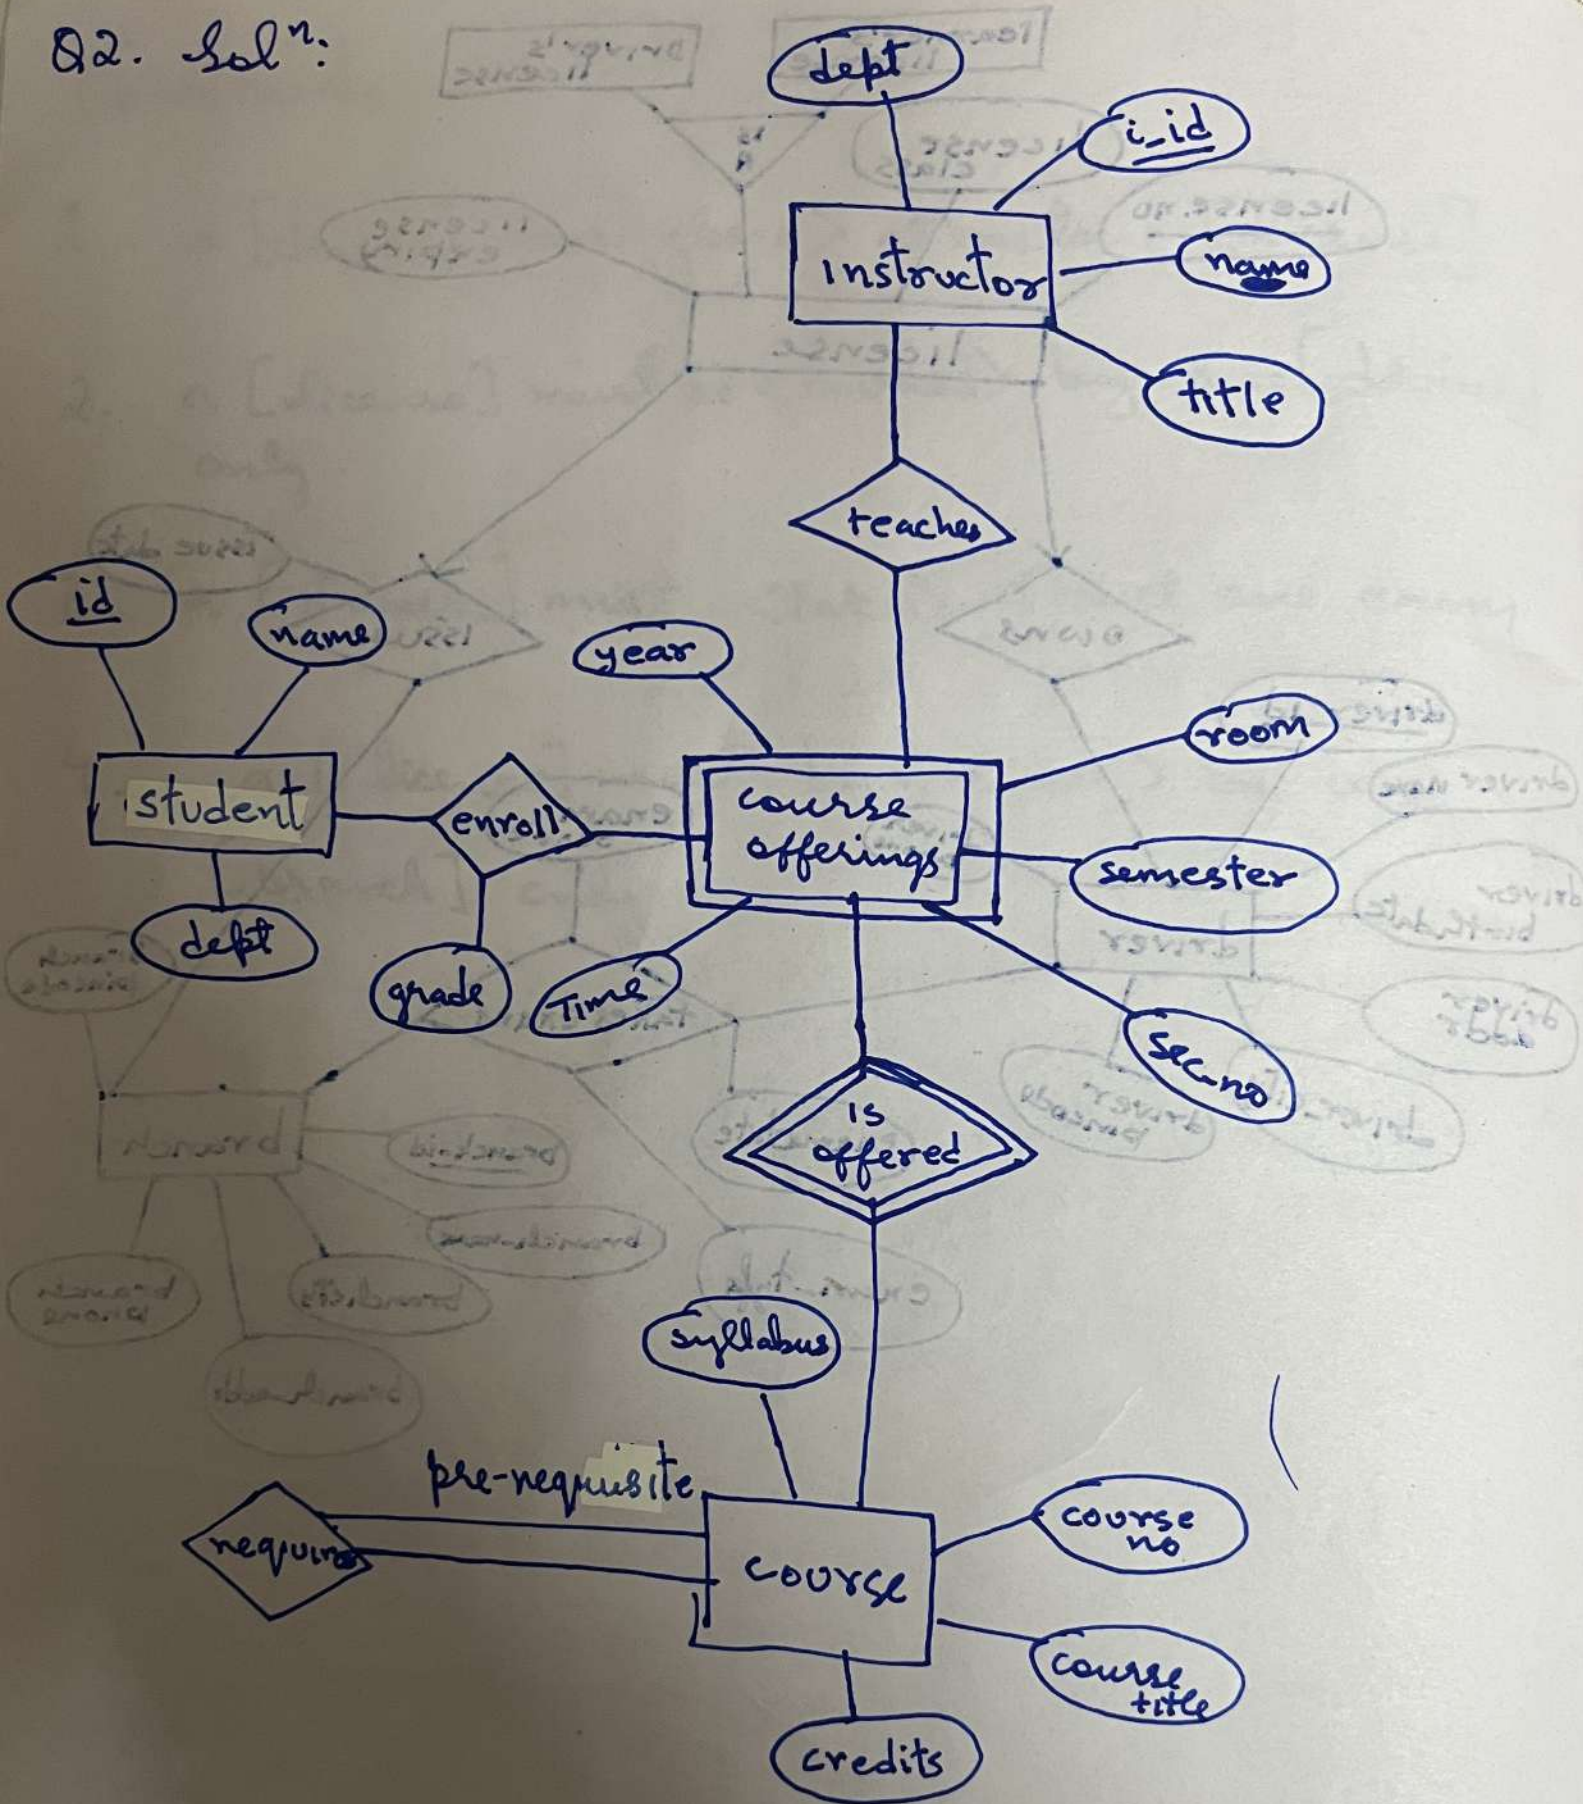 Q2. Solⁿ:
dept
i_id
name
instructor
title
teaches
id
name
year
room
student
enroll
course
offerings
semester
dept
grade
Time
sec_no
is
offered
syllabus
pre-requisite
course
no
require
course
course
title
credits